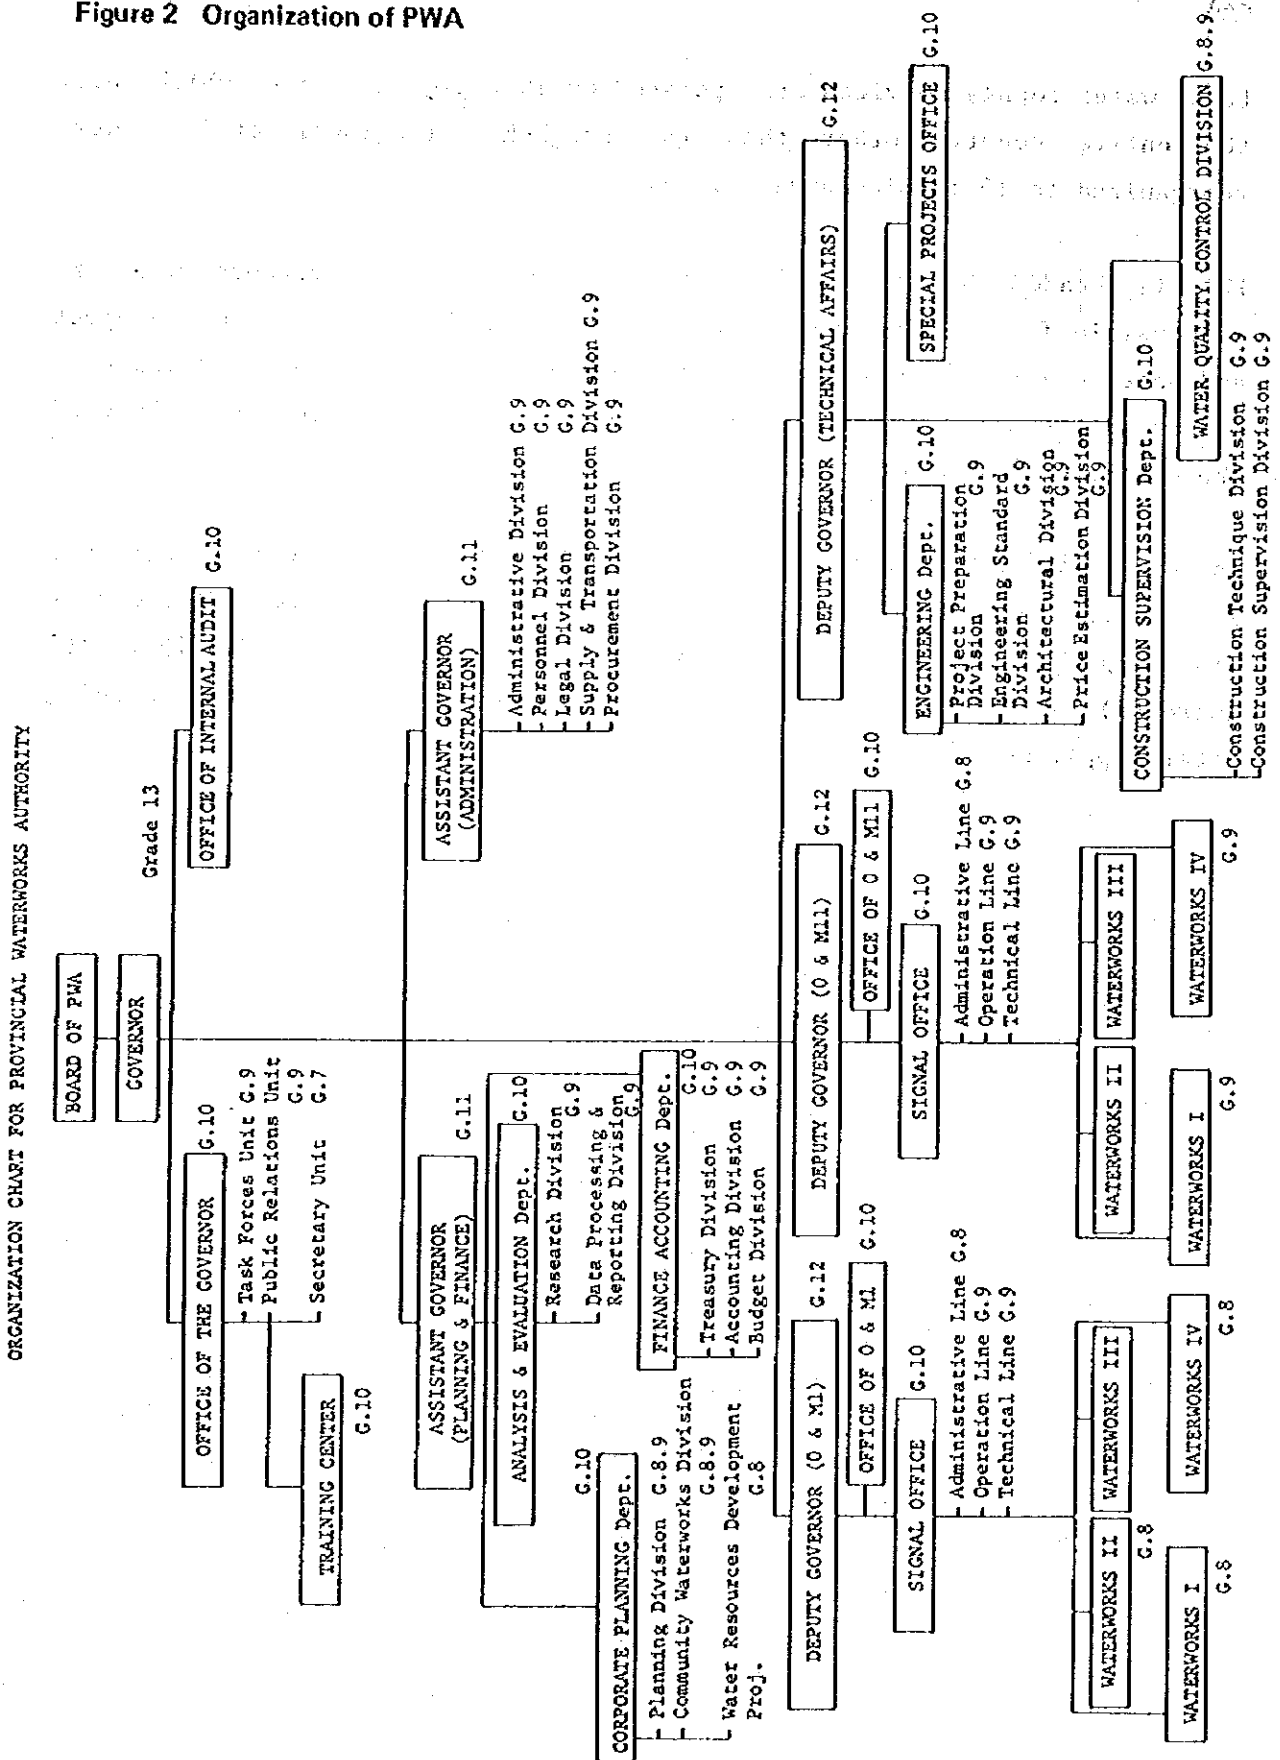 Figure 2 Organization of PWA
ORGANIZATION CHART FOR PROVINCIAL WATERWORKS AUTHORITY
BOARD OF PWA
GOVERNOR
Grade 13
OFFICE OF THE GOVERNOR
G.10
Task Forces Unit G.9
Public Relations Unit
G.9
Secretary Unit G.7
TRAINING CENTER
G.10
OFFICE OF INTERNAL AUDIT
G.10
ASSISTANT GOVERNOR
(PLANNING & FINANCE)
G.11
ASSISTANT GOVERNOR
(ADMINISTRATION)
G.11
Administrative Division G.9
Personnel Division G.9
Legal Division G.9
Supply & Transportation Division G.9
Procurement Division G.9
ANALYSIS & EVALUATION Dept.
G.10
Research Division
G.9
Data Processing &
Reporting Division
G.9
CORPORATE PLANNING Dept.
G.10
Planning Division G.8.9
Community Waterworks Division
G.8.9
Water Resources Development
Proj. G.8
FINANCE ACCOUNTING Dept.
G.10
Treasury Division G.9
Accounting Division G.9
Budget Division G.9
DEPUTY GOVERNOR (O & M1)
G.12
OFFICE OF O & M1
G.10
SIGNAL OFFICE
G.10
Administrative Line G.8
Operation Line G.9
Technical Line G.9
WATERWORKS II
G.8
WATERWORKS III
WATERWORKS I
G.8
WATERWORKS IV
G.8
DEPUTY GOVERNOR (O & M11)
G.12
OFFICE OF O & M11
G.10
SIGNAL OFFICE
G.10
Administrative Line G.8
Operation Line G.9
Technical Line G.9
WATERWORKS II
WATERWORKS III
WATERWORKS I
G.9
WATERWORKS IV
G.9
DEPUTY GOVERNOR (TECHNICAL AFFAIRS)
G.12
ENGINEERING Dept.
G.10
Project Preparation
Division G.9
Engineering Standard
Division G.9
Architectural Division
G.9
Price Estimation Division
G.9
SPECIAL PROJECTS OFFICE
G.10
CONSTRUCTION SUPERVISION Dept.
G.10
Construction Technique Division G.9
Construction Supervision Division G.9
WATER QUALITY CONTROL DIVISION
G.8.9